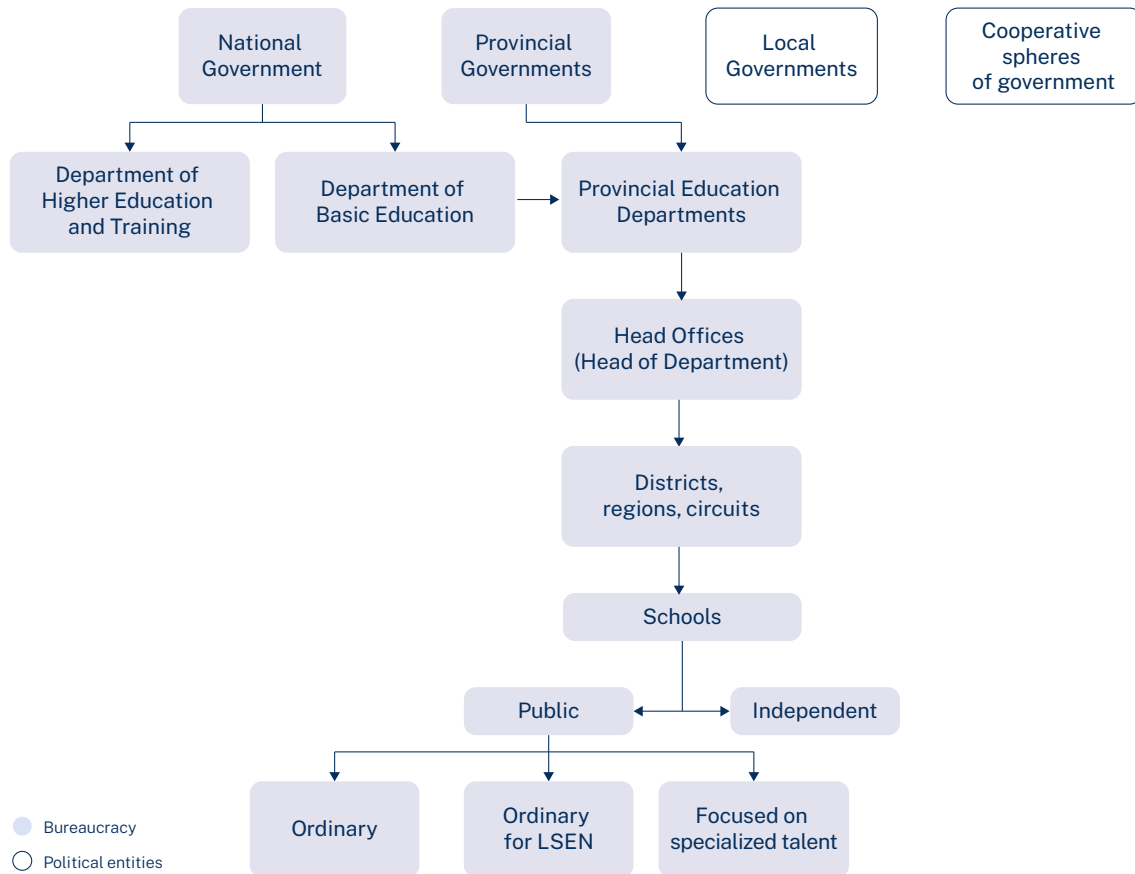 National
Government
Provincial
Governments
Local
Governments
Cooperative
spheres
of government
Department of
Higher Education
and Training
Department of
Basic Education
Provincial Education
Departments
Head Offices
(Head of Department)
Districts,
regions, circuits
Schools
Public
Independent
Ordinary
Ordinary
for LSEN
Focused on
specialized talent
Bureaucracy
Political entities